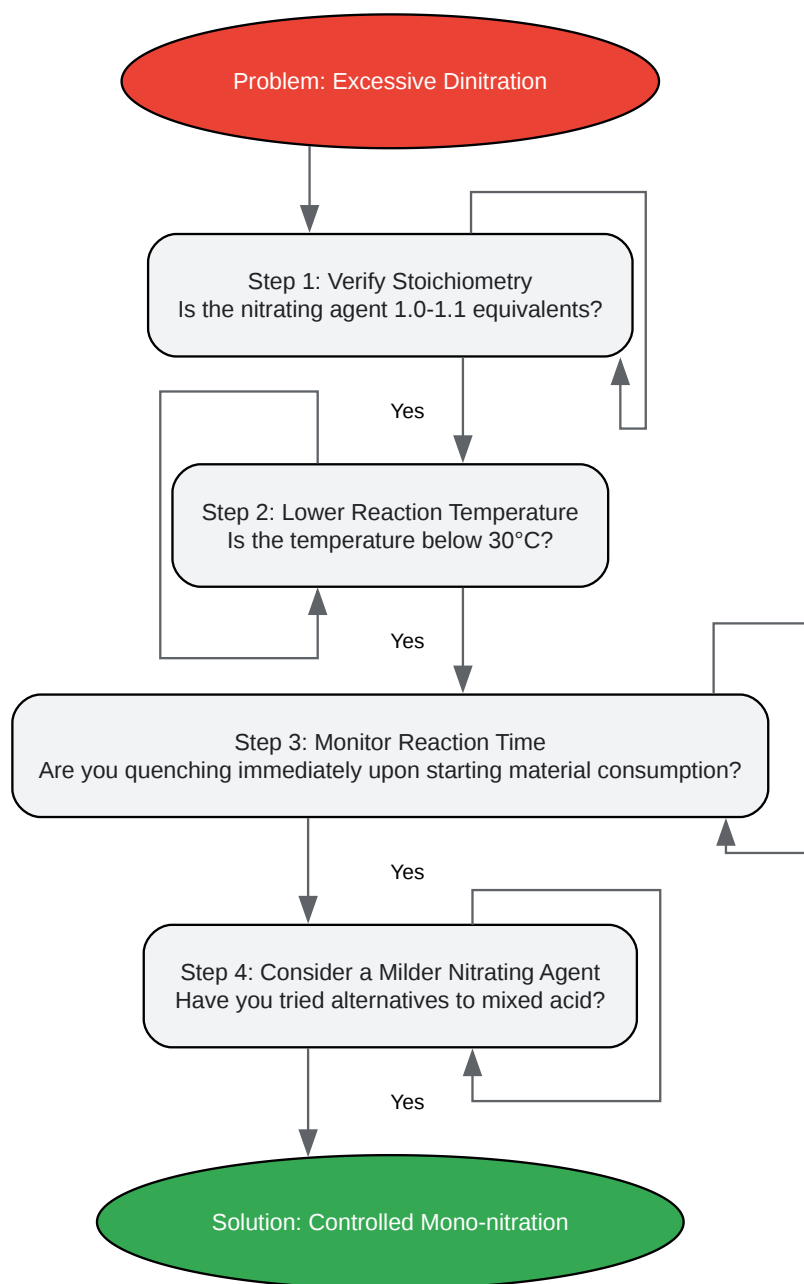 Problem: Excessive Dinitration
Step 1: Verify Stoichiometry
Is the nitrating agent 1.0-1.1 equivalents?
Yes
Step 2: Lower Reaction Temperature
Is the temperature below 30°C?
Yes
Step 3: Monitor Reaction Time
Are you quenching immediately upon starting material consumption?
Yes
Step 4: Consider a Milder Nitrating Agent
Have you tried alternatives to mixed acid?
Yes
Solution: Controlled Mono-nitration